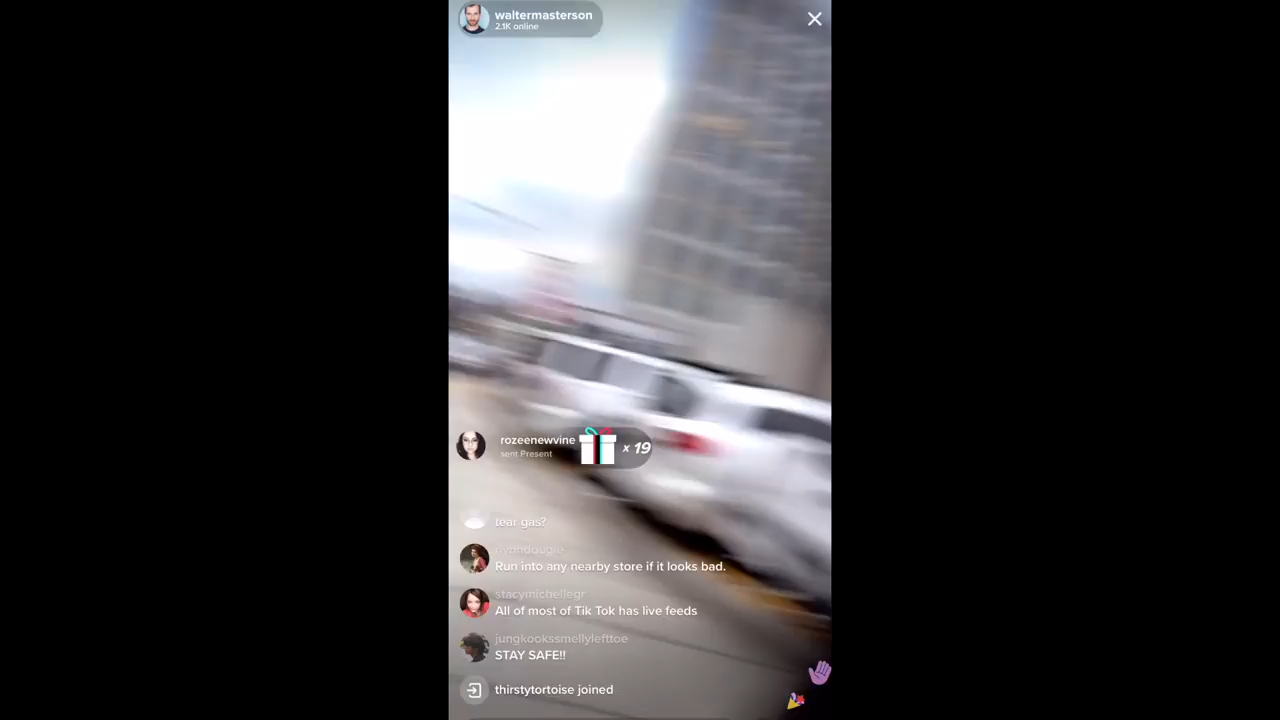 waltermasterson
2.1K online
rozeenewvine
sent Present
x 19
tear gas?
Run into any nearby store if it looks bad.
stacymichellegr
All of most of Tik Tok has live feeds
jungkookssmellylefttoe
STAY SAFE!!
thirstytortoise joined